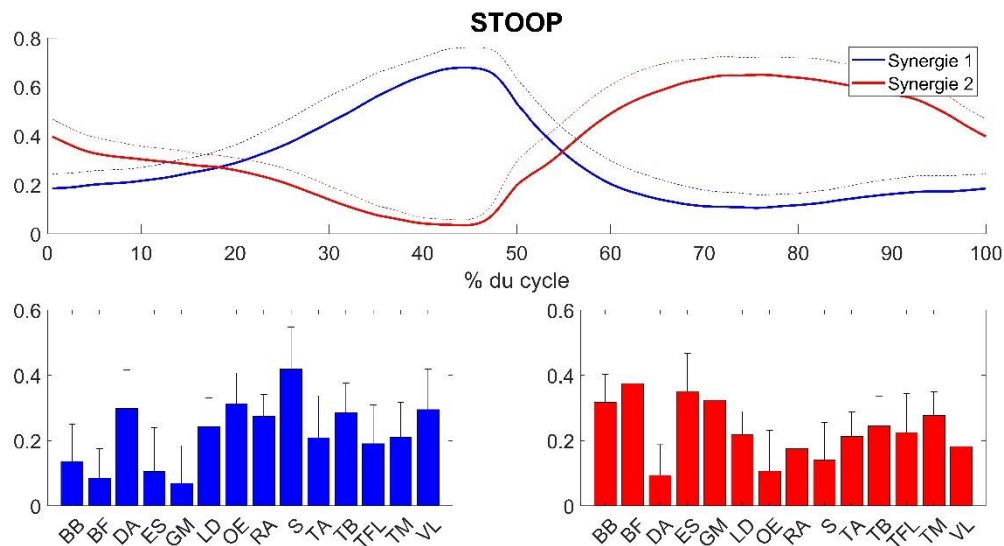 STOOP
0.8
0.6
0.4
0.2
0
Synergie 1
Synergie 2
0 10 20 30 40 50 60 70 80 90 100
% du cycle
0.6
0.4
0.2
0
BB BF DA ES GM LD OE RA S TA TB TFL TM VL
0.6
0.4
0.2
0
BB BF DA ES GM LD OE RA S TA TB TFL TM VL